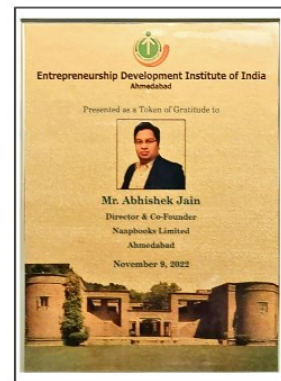 Entrepreneurship Development Institute of India
Ahmedabad
Presented as a Token of Gratitude to
Mr. Abhishek Jain
Director & Co-Founder
Naapbooks Limited
Ahmedabad
November 9, 2022